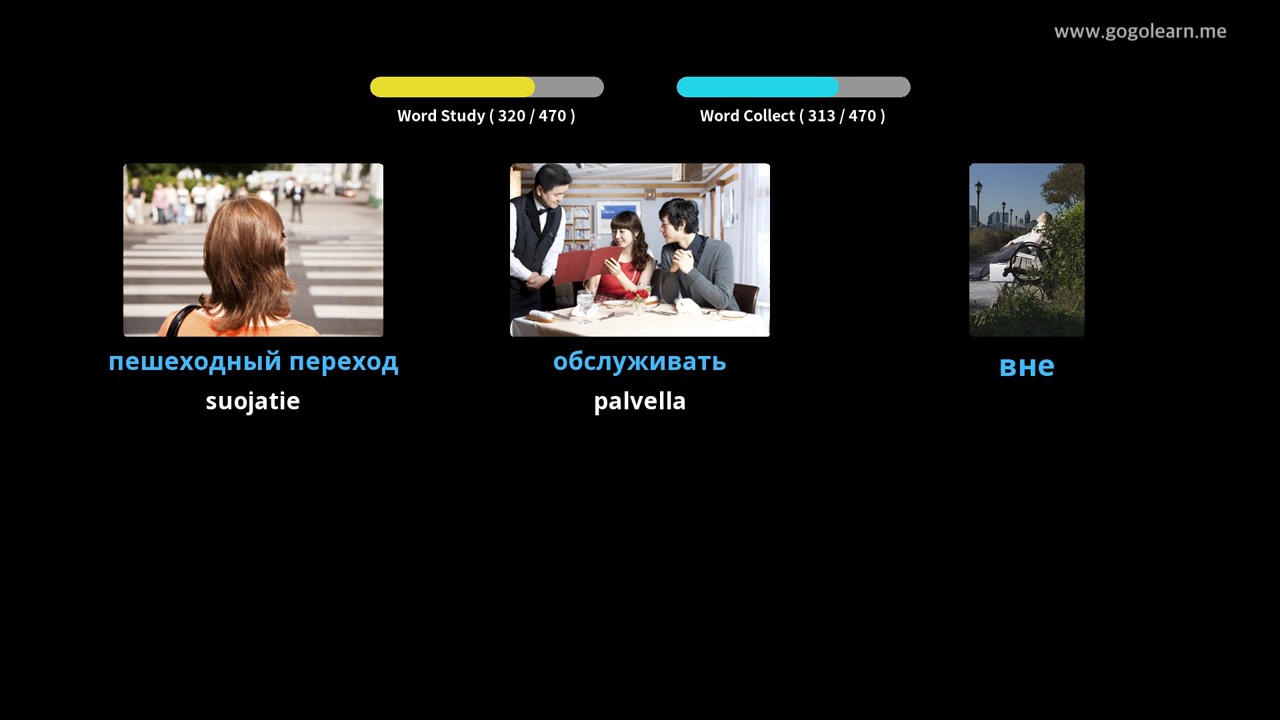 www.gogolearn.me
Word Study ( 320 / 470 )
Word Collect ( 313 / 470 )
пешеходный переход
suojatie
обслуживать
palvella
вне